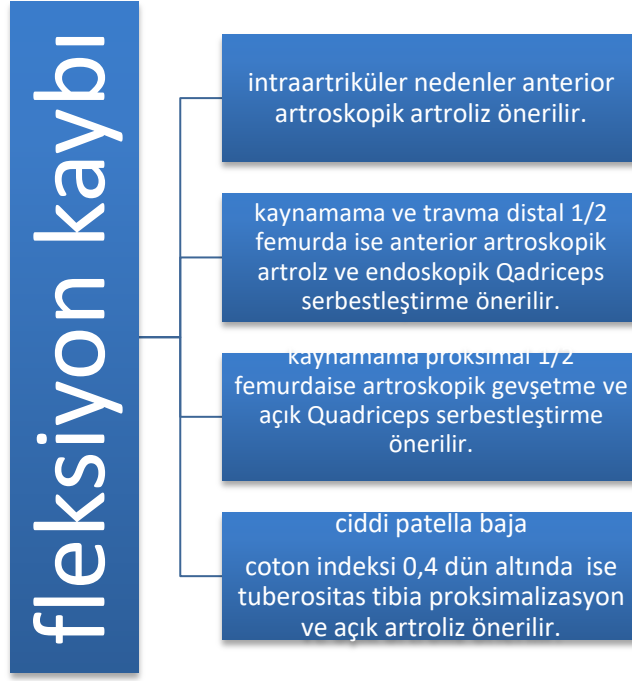 fleksiyon kaybı
intraartriküler nedenler anterior
artroskopik artroliz önerilir.
kaynamama ve travma distal 1/2
femurda ise anterior artroskopik
artrolz ve endoskopik Qadriceps
serbestleştirme önerilir.
kaynamama proksimal 1/2
femurdaise artroskopik gevşetme ve
açık Quadriceps serbestleştirme
önerilir.
ciddi patella baja
coton indeksi 0,4 dün altında ise
tuberositas tibia proksimalizasyon
ve açık artroliz önerilir.